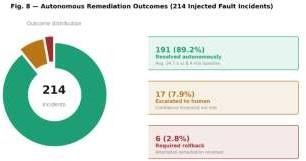 Fig. 8 — Autonomous Remediation Outcomes (214 Injected Fault Incidents)
Outcome distribution
214
incidents
191 (89.2%)
Resolved autonomously
17 (7.9%)
Escalated to human
6 (2.8%)
Required rollback